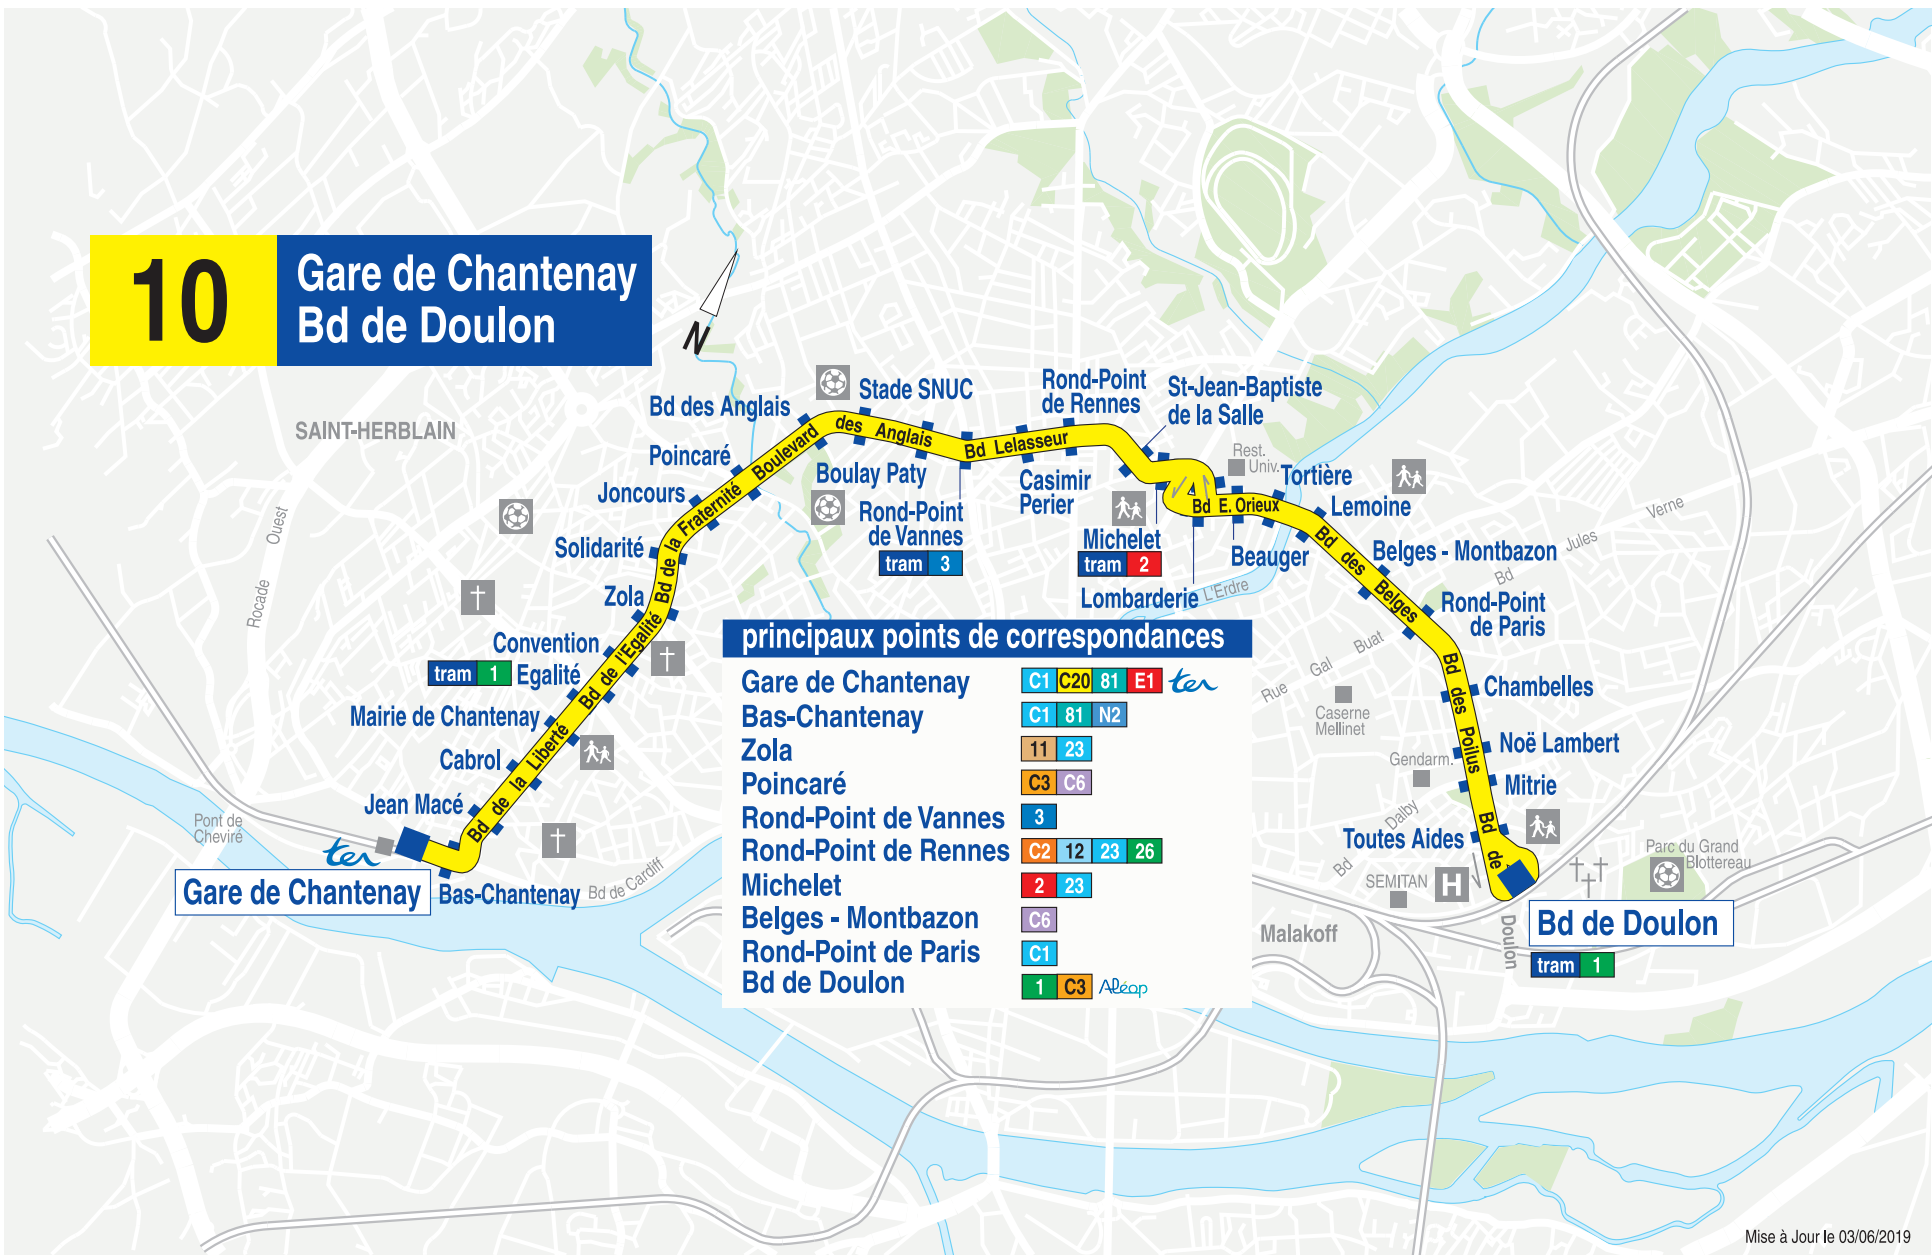 10
Gare de Chantenay
Bd de Doulon
N
SAINT-HERBLAIN
Rocade
Ouest
Pont de
Cheviré
ter
Gare de Chantenay
Bas-Chantenay
Bd de Cardiff
Jean Macé
Cabrol
Mairie de Chantenay
tram 1
Egalité
Convention
Zola
Solidarité
Joncours
Poincaré
Bd des Anglais
Bd de la Liberté
Bd de l'Egalité
Bd de la Fraternité
Boulevard des Anglais
Bd Lelasseur
Stade SNUC
Boulay Paty
Rond-Point
de Vannes
tram 3
Casimir
Perier
Rond-Point
de Rennes
St-Jean-Baptiste
de la Salle
Michelet
tram 2
Lombarderie
L'Erdre
Rest.
Univ.
Bd E. Orieux
Beauger
Tortière
Lemoine
Bd des Belges
Belges - Montbazon
Bd
Jules
Verne
Rond-Point
de Paris
Rue Gal Buat
Caserne
Mellinet
Bd des Poilus
Chambelles
Noë Lambert
Gendarm.
Mitrie
Bd
Dalby
Toutes Aides
Bd de
Doulon
SEMITAN
H
Malakoff
Parc du Grand
Blottereau
Bd de Doulon
tram 1
principaux points de correspondances
Gare de Chantenay C1 C20 81 E1 ter
Bas-Chantenay C1 81 N2
Zola 11 23
Poincaré C3 C6
Rond-Point de Vannes 3
Rond-Point de Rennes C2 12 23 26
Michelet 2 23
Belges - Montbazon C6
Rond-Point de Paris C1
Bd de Doulon 1 C3 Aléop
Mise à Jour le 03/06/2019